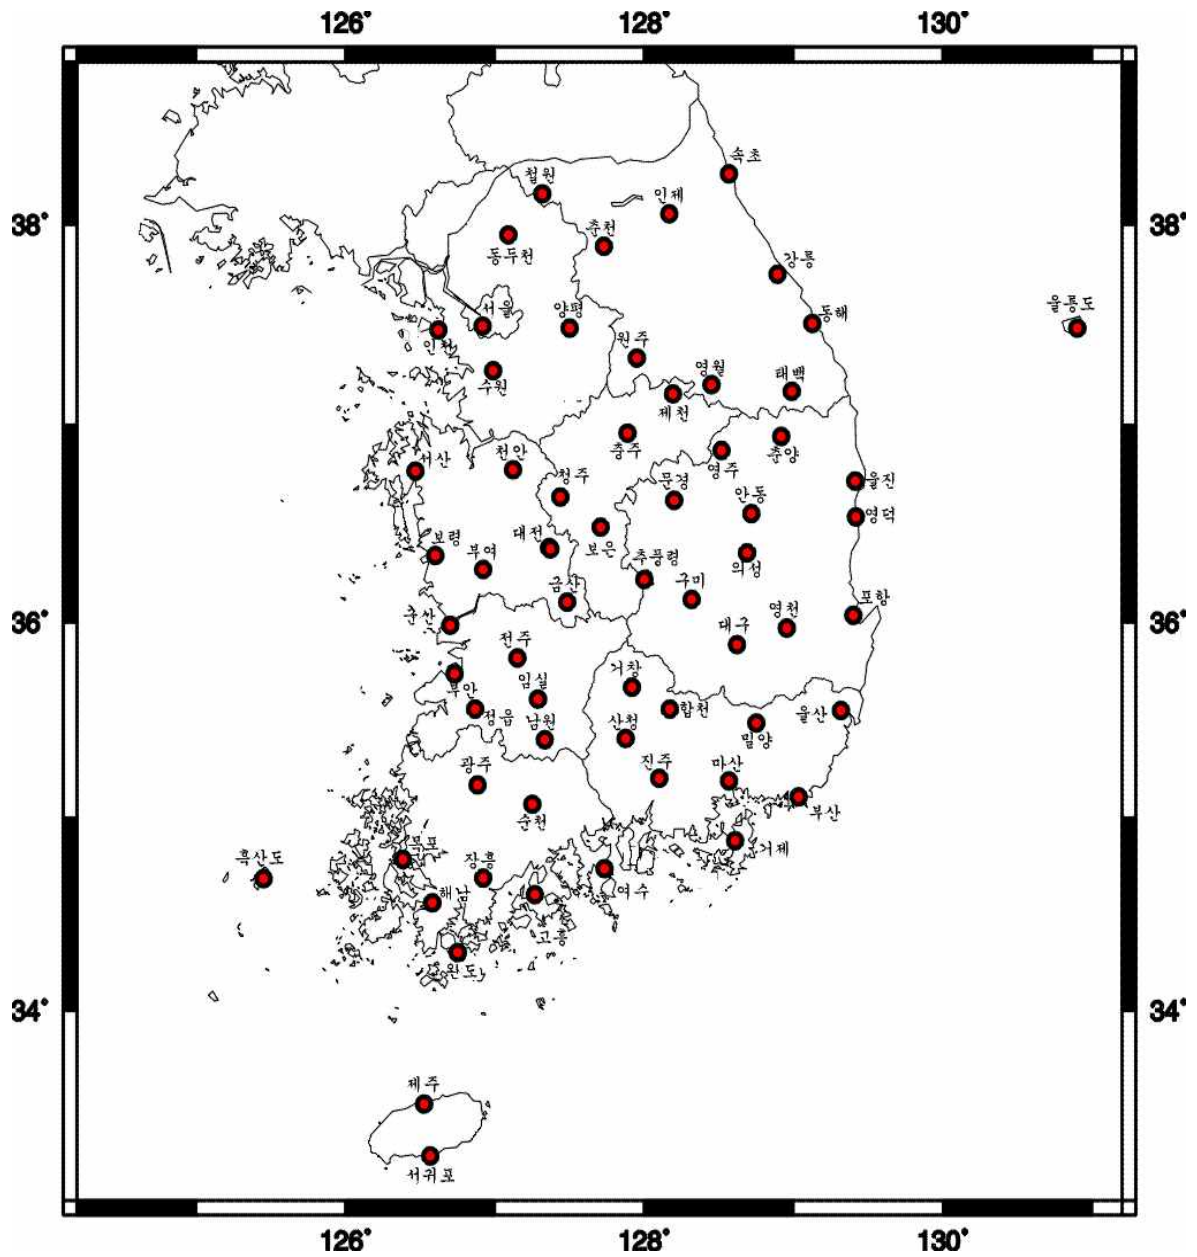 126° 128° 130°
속초
철원
인제
38° 38°
춘천
동두천
강릉
울릉도
서울
양평
동해
인천
원주
수원
영월
태백
제천
서산
천안
충주
영주
춘양
청주
문경
안동
울진
영덕
보령
부여
대전
보은
추풍령
의성
금산
구미
36° 36°
포항
영천
대구
전주
거창
임실
부안
정읍
남원
합천
산청
밀양
울산
광주
진주
마산
순천
부산
목포
거제
흑산도
장흥
해남
여수
고흥
완도
34° 34°
제주
서귀포
126° 128° 130°